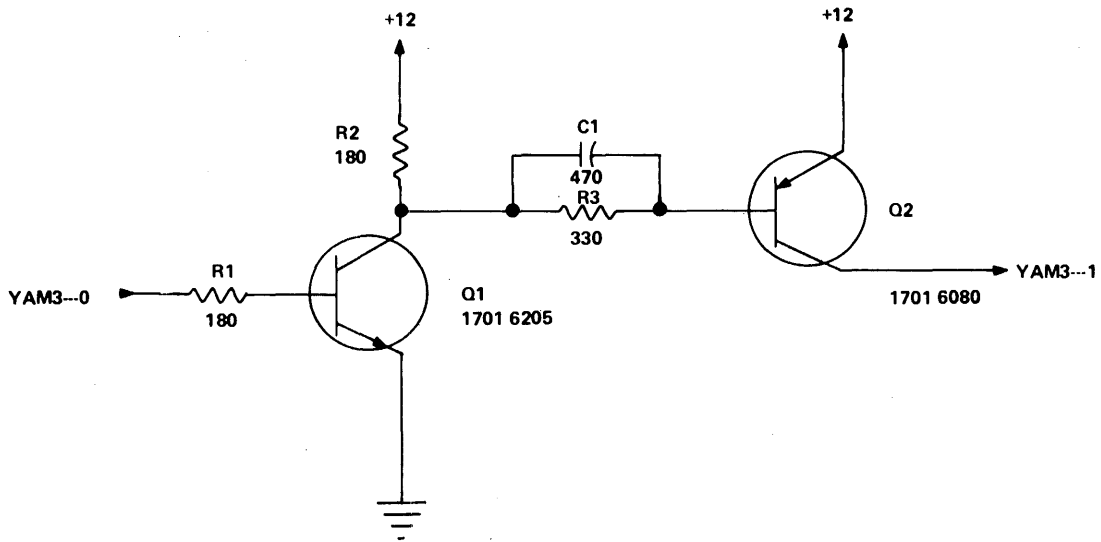 +12
+12
C1
R2
180
470
R3
330
Q2
R1
YAM3---0
180
Q1
1701 6205
YAM3---1
1701 6080